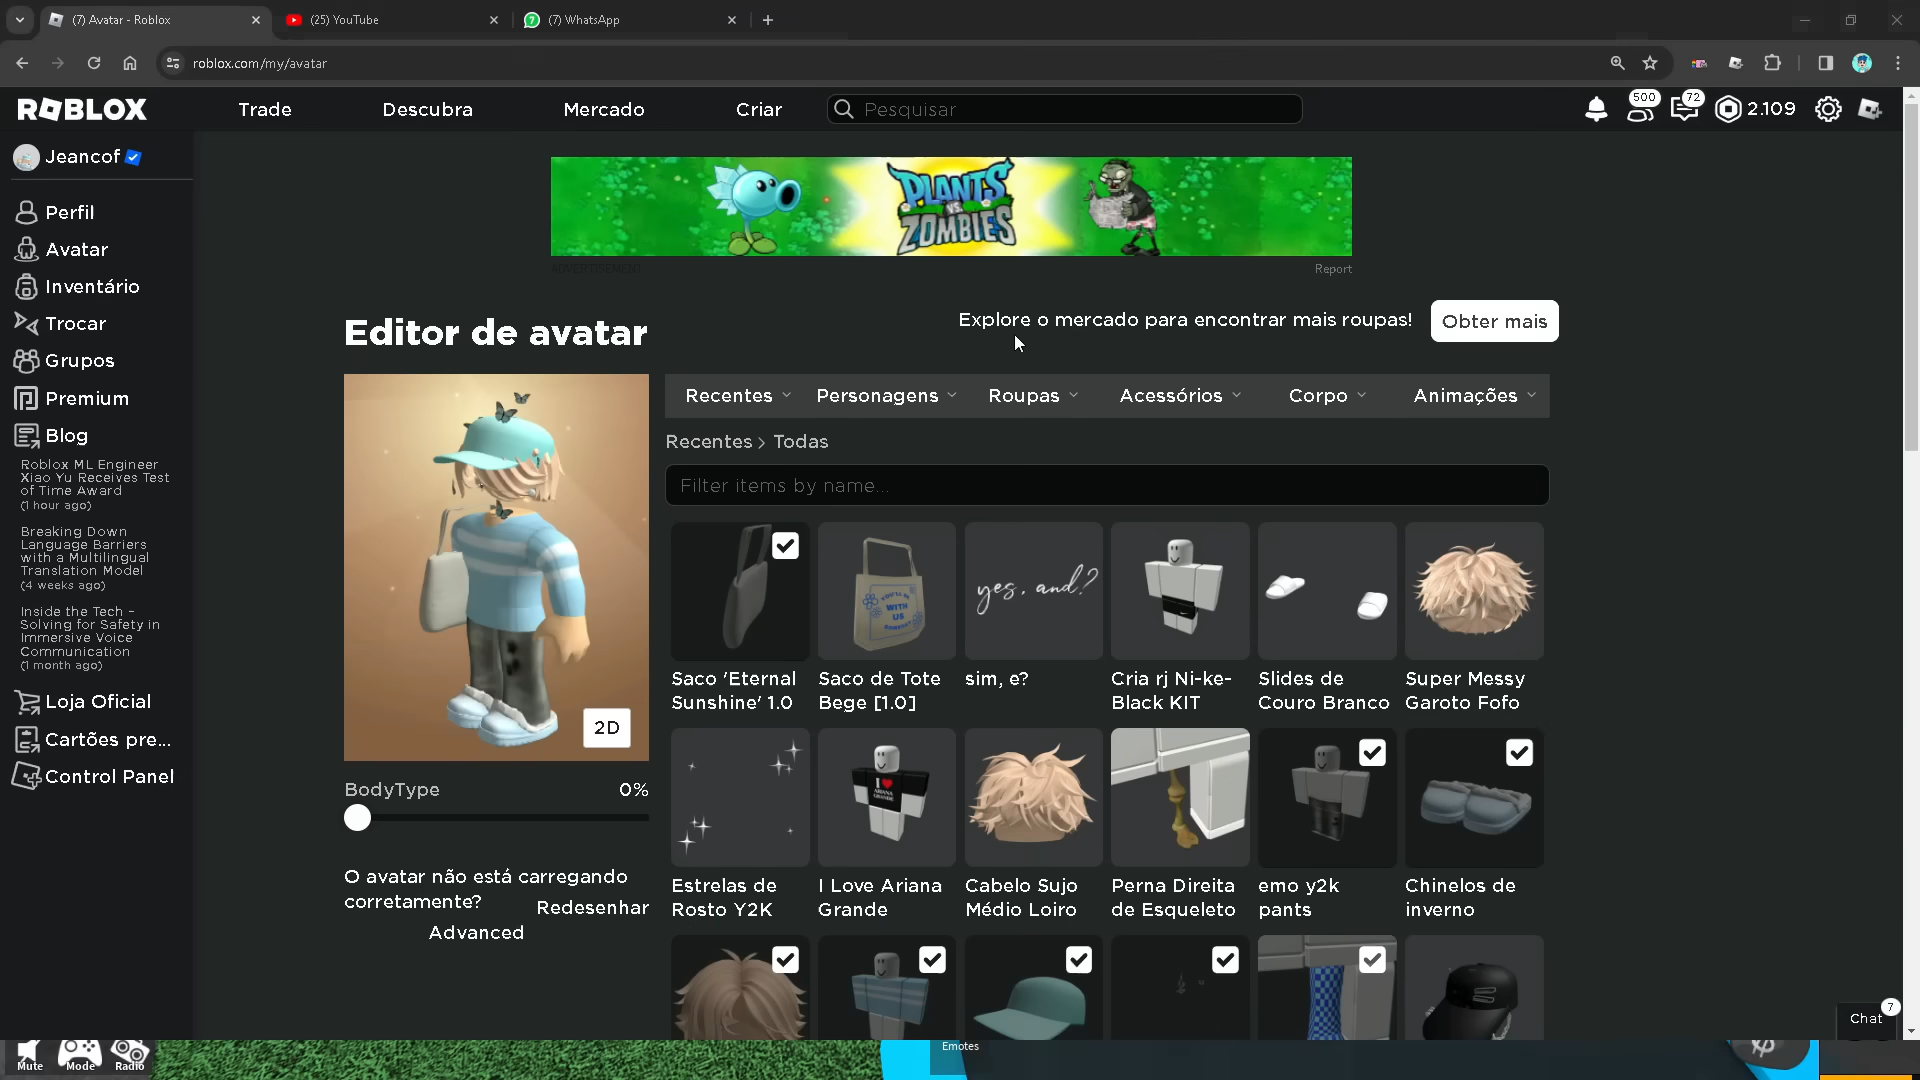 (7) Avatar - Roblox
(25) YouTube
(7) WhatsApp
roblox.com/my/avatar
ROBLOX
Trade
Descubra
Mercado
Criar
Pesquisar
500
72
2.109
Jeancof
Perfil
Avatar
Inventário
Trocar
Grupos
Premium
Blog
Roblox ML Engineer
Xiao Yu Receives Test
of Time Award
(1 hour ago)
Breaking Down
Language Barriers
with a Multilingual
Translation Model
(4 weeks ago)
Inside the Tech –
Solving for Safety in
Immersive Voice
Communication
(1 month ago)
Loja Oficial
Cartões pre...
Control Panel
PLANTS
VS.
ZOMBIES
ADVERTISEMENT
Report
Editor de avatar
Explore o mercado para encontrar mais roupas!
Obter mais
2D
BodyType
0%
O avatar não está carregando
corretamente?
Redesenhar
Advanced
Recentes
Personagens
Roupas
Acessórios
Corpo
Animações
Recentes > Todas
Filter items by name...
WITH
US
yes, and?
Saco 'Eternal
Sunshine' 1.0
Saco de Tote
Bege [1.0]
sim, e?
Cria rj Ni-ke-
Black KIT
Slides de
Couro Branco
Super Messy
Garoto Fofo
I
ARIANA
GRANDE
Estrelas de
Rosto Y2K
I Love Ariana
Grande
Cabelo Sujo
Médio Loiro
Perna Direita
de Esqueleto
emo y2k
pants
Chinelos de
inverno
Chat
7
Mute
Mode
Radio
Emotes